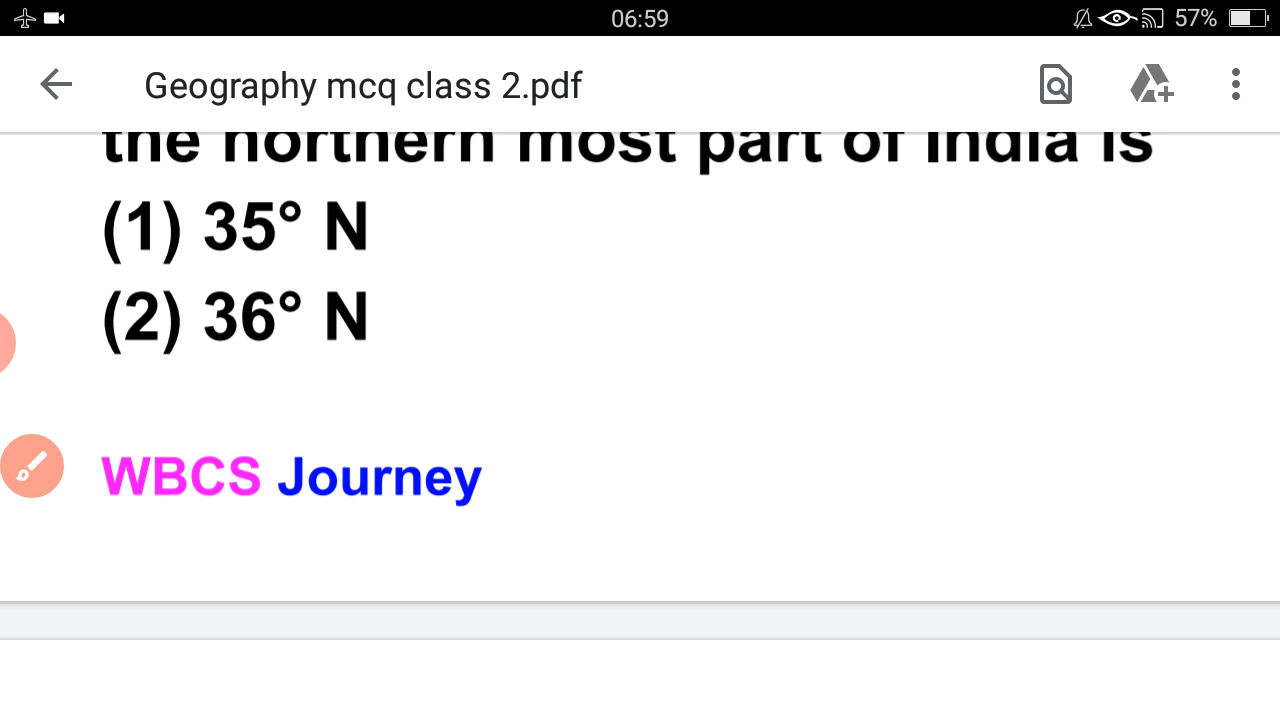 06:59
57%
Geography mcq class 2.pdf
the northern most part of India is
(1) 35° N
(2) 36° N
WBCS Journey